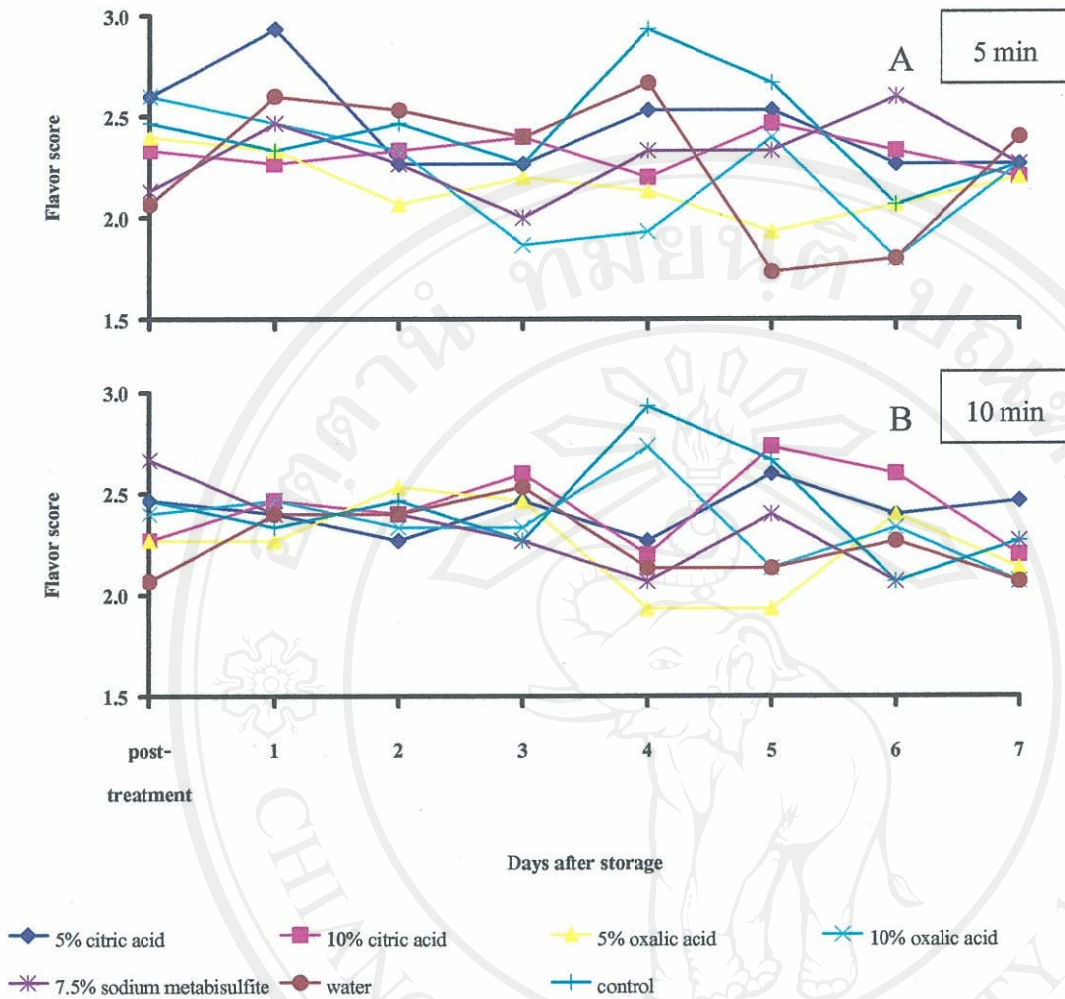 3.0
A
5 min
2.5
Flavor score
2.0
1.5
3.0
B
10 min
2.5
Flavor score
2.0
1.5
post-treatment 1 2 3 4 5 6 7
Days after storage
5% citric acid 10% citric acid 5% oxalic acid 10% oxalic acid
7.5% sodium metabisulfite water control